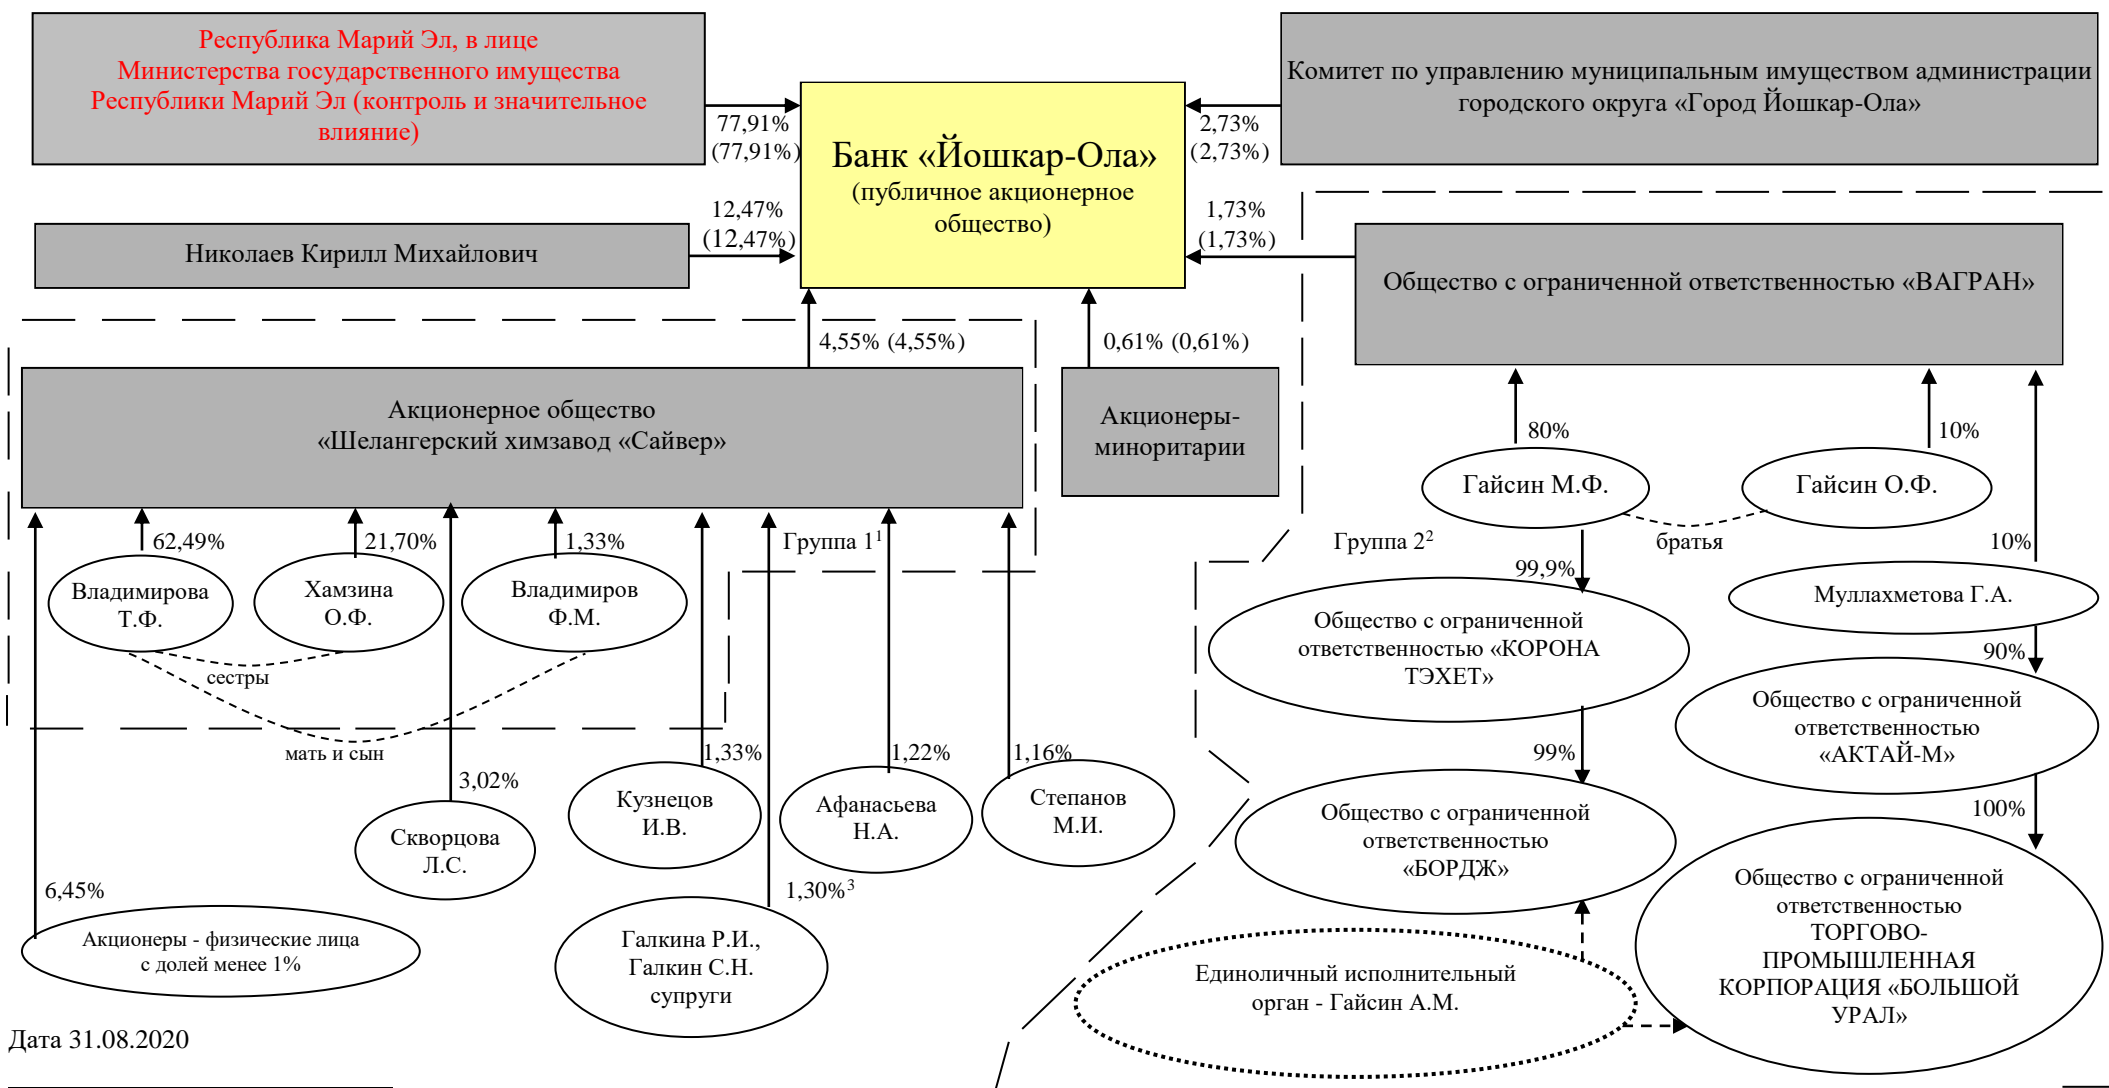 Республика Марий Эл, в лице
Министерства государственного имущества
Республики Марий Эл (контроль и значительное
влияние)
77,91%
(77,91%)
Банк «Йошкар-Ола»
(публичное акционерное
общество)
2,73%
(2,73%)
Комитет по управлению муниципальным имуществом администрации
городского округа «Город Йошкар-Ола»
Николаев Кирилл Михайлович
12,47%
(12,47%)
1,73%
(1,73%)
Общество с ограниченной ответственностью «ВАГРАН»
4,55% (4,55%)
0,61% (0,61%)
Акционерное общество
«Шелангерский химзавод «Сайвер»
Акционеры-
миноритарии
80%
10%
Гайсин М.Ф.
Гайсин О.Ф.
братья
10%
62,49%
21,70%
1,33%
Группа 1¹
Группа 2²
Владимирова
Т.Ф.
Хамзина
О.Ф.
Владимиров
Ф.М.
сестры
мать и сын
99,9%
Муллахметова Г.А.
Общество с ограниченной
ответственностью «КОРОНА
ТЭХЕТ»
90%
Общество с ограниченной
ответственностью
«АКТАЙ-М»
3,02%
1,33%
1,22%
1,16%
99%
100%
Скворцова
Л.С.
Кузнецов
И.В.
Афанасьева
Н.А.
Степанов
М.И.
Общество с ограниченной
ответственностью
«БОРДЖ»
6,45%
1,30%³
Акционеры - физические лица
с долей менее 1%
Галкина Р.И.,
Галкин С.Н.
супруги
Единоличный исполнительный
орган - Гайсин А.М.
Общество с ограниченной
ответственностью
ТОРГОВО-
ПРОМЫШЛЕННАЯ
КОРПОРАЦИЯ «БОЛЬШОЙ
УРАЛ»
Дата 31.08.2020